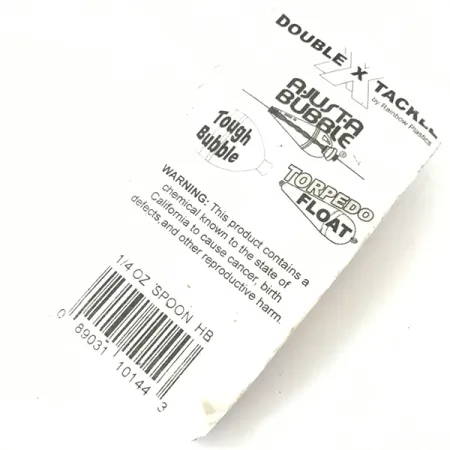 DOUBLE X TACKLE
by Rainbow Plastics
AJUSTA
BUBBLE
Tough
Bubble
TORPEDO
FLOAT
WARNING: This product contains a
chemical known to the state of
California to cause cancer, birth
defects,and other reproductive harm.
1/4 OZ SPOON HB
0 89031 10144 3